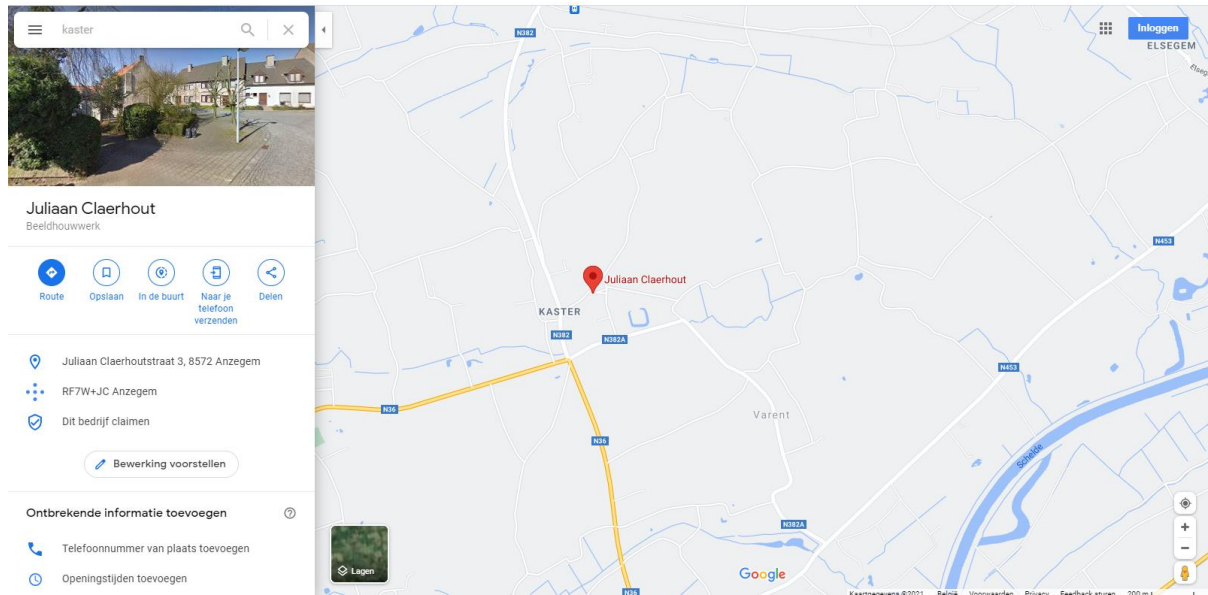 kaster
Juliaan Claerhout
Beeldhouwwerk
Route
Opslaan
In de buurt
Naar je
telefoon
verzenden
Delen
Juliaan Claerhoutstraat 3, 8572 Anzegem
RF7W+JC Anzegem
Dit bedrijf claimen
Bewerking voorstellen
Ontbrekende informatie toevoegen
Telefoonnummer van plaats toevoegen
Openingstijden toevoegen
N382
Inloggen
ELSEGEM
N453
Juliaan Claerhout
KASTER
N382
N382A
N453
N36
Varent
N36
Schelde
N382A
Lagen
Google
N36
Kaartgegevens ©2021 België Voorwaarden Privacy Feedback sturen 200 m